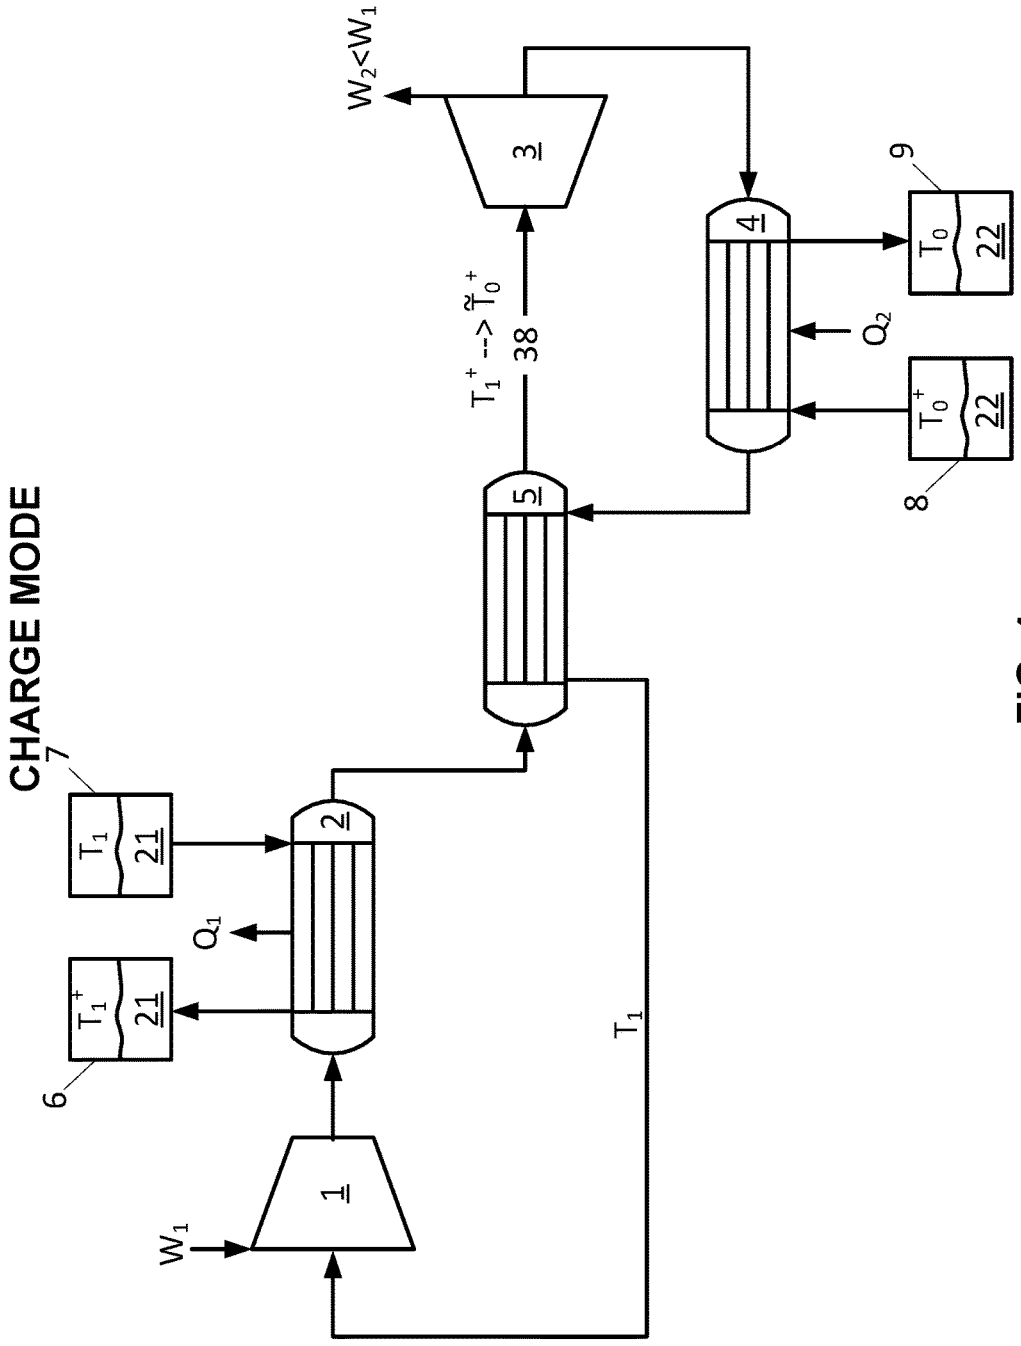 CHARGE MODE
6
7
T₁⁺
21
T₁
21
Q₁
W₁
1
2
T₁
5
T₁⁺ --> T̃₀⁺
38
W₂<W₁
3
4
Q₂
8
9
T₀⁺
22
T₀
22